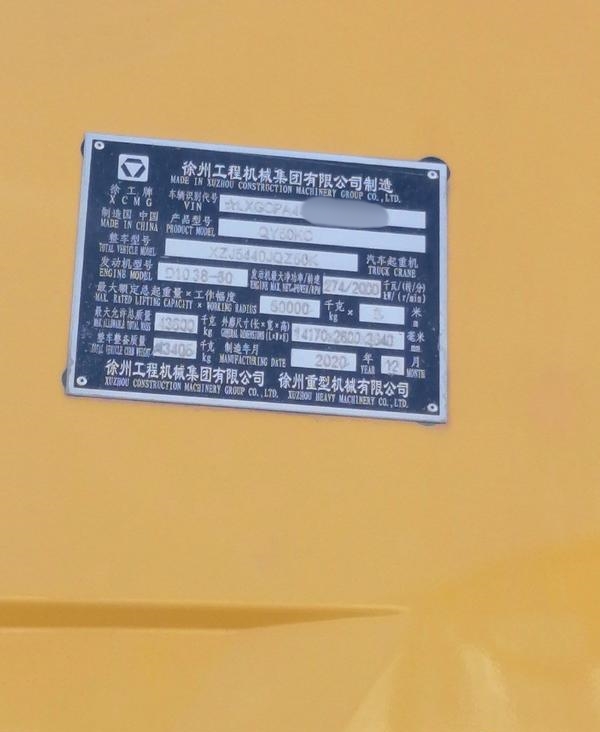 徐州工程机械集团有限公司制造
MADE IN XUZHOU CONSTRUCTION MACHINERY GROUP CO.,LTD.
徐工牌 车辆识别代号
XCMG VIN ☆LXGCPA4
制造国 中国 产品型号
MADE IN CHINA PRODUCT MODEL QY50KC
整车型号 汽车起重机
TOTAL VEHICLE MODEL XZJ5440JQZ50K TRUCK CRANE
发动机型号 发动机最大净功率/转速 千瓦/(转/分)
ENGINE MODEL D10.38-50 ENGINE MAX.NET-POWER/RPM 274/2000 kW/(r/min)
最大额定总起重量×工作幅度 千克 米
MAX. RATED LIFTING CAPACITY × WORKING RADIUS 50000 kg × 3 m
最大允许总质量 千克 外廓尺寸(长×宽×高) 毫米
MAX.ALLOWABLE TOTAL MASS kg GENERAL DIMENSIONS(L×W×H) mm
整车整备质量 千克 制造年月 年 月
TOTAL VEHICLE CURB WEIGHT 43405 kg MANUFACTURING DATE 2020 YEAR 12 MONTH
徐州工程机械集团有限公司 徐州重型机械有限公司
XUZHOU CONSTRUCTION MACHINERY GROUP CO.,LTD. XUZHOU HEAVY MACHINERY CO.,LTD.